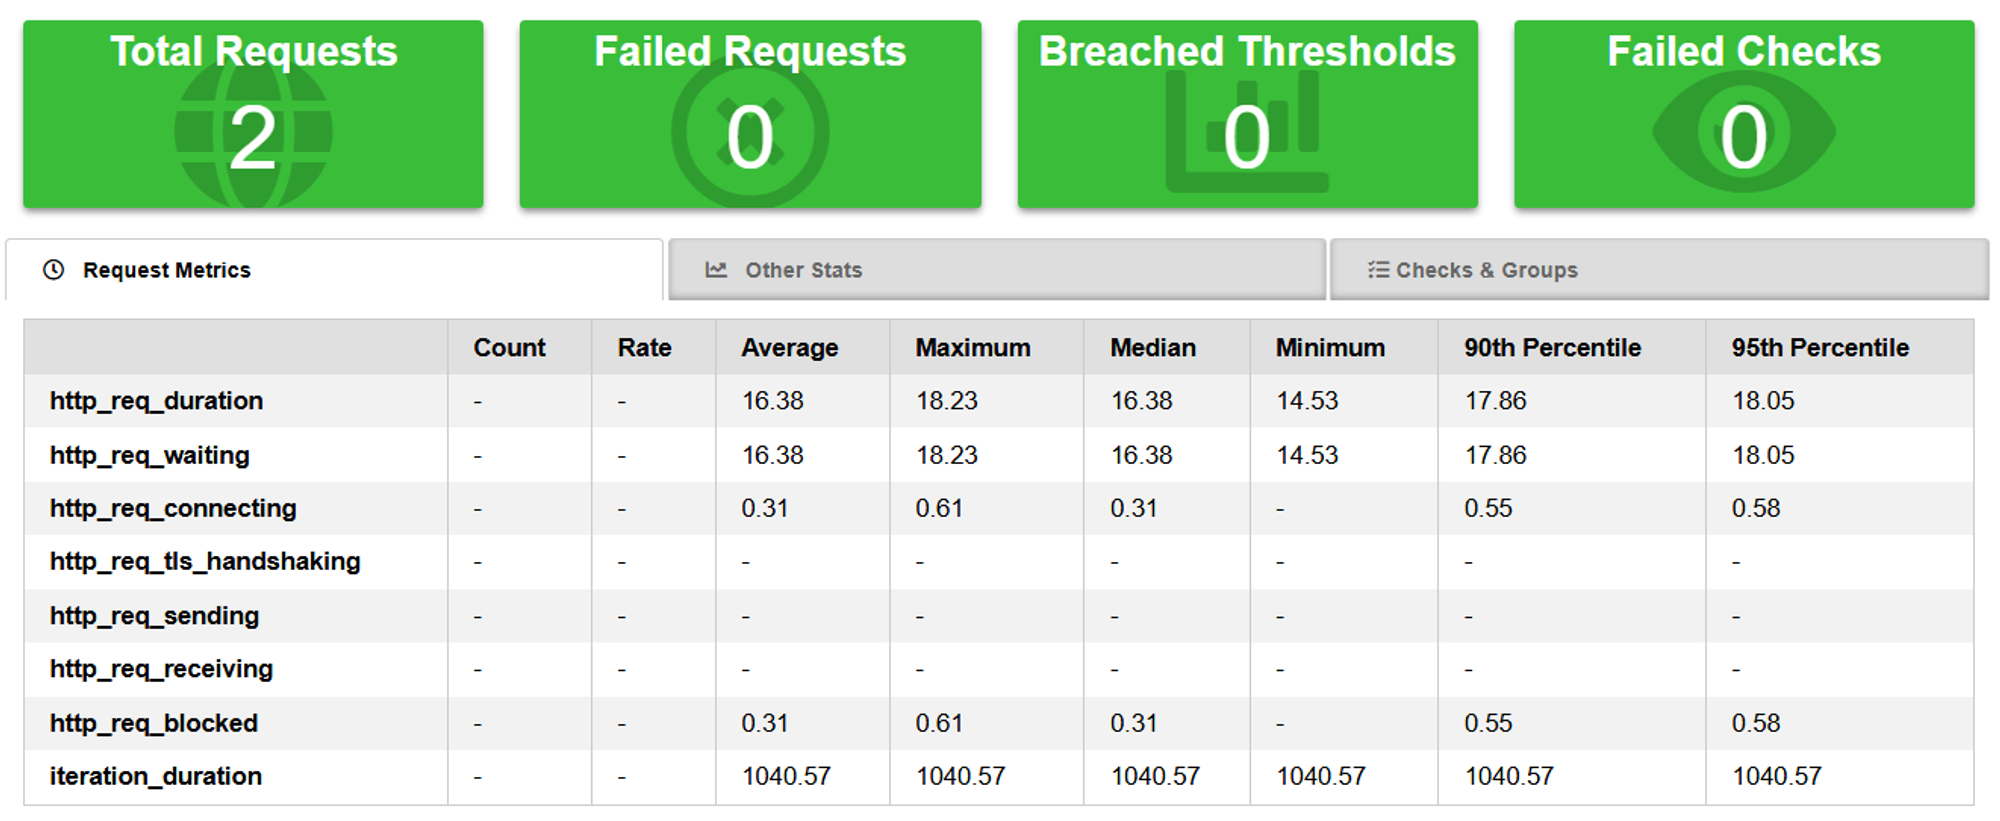 Total Requests Failed Requests Breached Thresholds Failed Checks
2 0 0 0
Request Metrics Other Stats Checks & Groups
Count Rate Average Maximum Median Minimum 90th Percentile 95th Percentile
http_req_duration - - 16.38 18.23 16.38 14.53 17.86 18.05
http_req_waiting - - 16.38 18.23 16.38 14.53 17.86 18.05
http_req_connecting - - 0.31 0.61 0.31 - 0.55 0.58
http_req_tls_handshaking - - - - - - - -
http_req_sending - - - - - - - -
http_req_receiving - - - - - - - -
http_req_blocked - - 0.31 0.61 0.31 - 0.55 0.58
iteration_duration - - 1040.57 1040.57 1040.57 1040.57 1040.57 1040.57